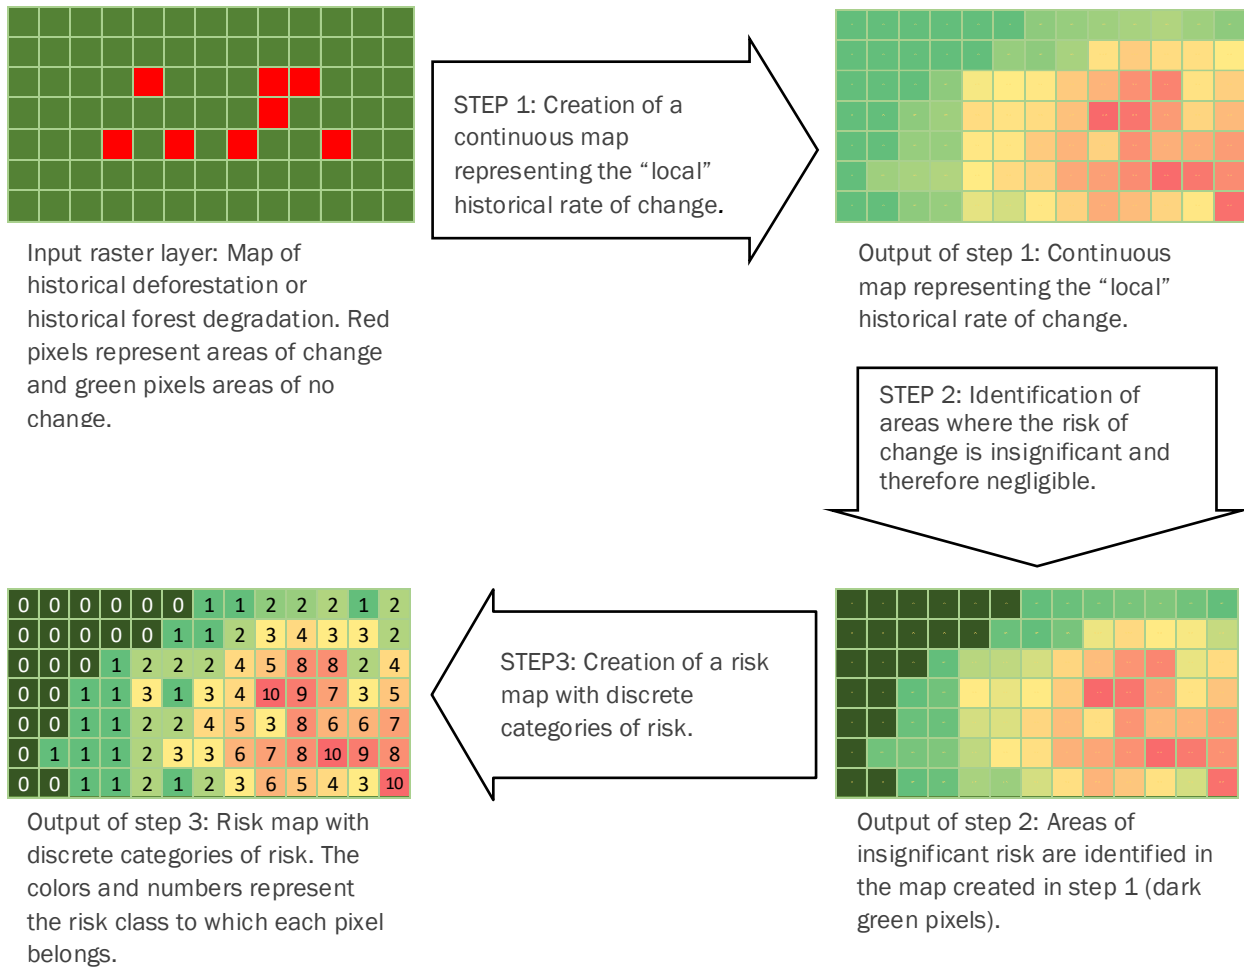 STEP 1: Creation of a
continuous map
representing the “local”
historical rate of change.
Input raster layer: Map of
historical deforestation or
historical forest degradation. Red
pixels represent areas of change
and green pixels areas of no
change.
Output of step 1: Continuous
map representing the “local”
historical rate of change.
STEP 2: Identification of
areas where the risk of
change is insignificant and
therefore negligible.
Output of step 2: Areas of
insignificant risk are identified in
the map created in step 1 (dark
green pixels).
STEP3: Creation of a risk
map with discrete
categories of risk.
0 0 0 0 0 0 1 1 2 2 2 1 2
0 0 0 0 0 1 1 2 3 4 3 3 2
0 0 0 1 2 2 2 4 5 8 8 2 4
0 0 1 1 3 1 3 4 10 9 7 3 5
0 0 1 1 2 2 4 5 3 8 6 6 7
0 1 1 1 2 3 3 6 7 8 10 9 8
0 0 1 1 2 1 2 3 6 5 4 3 10
Output of step 3: Risk map with
discrete categories of risk. The
colors and numbers represent
the risk class to which each pixel
belongs.